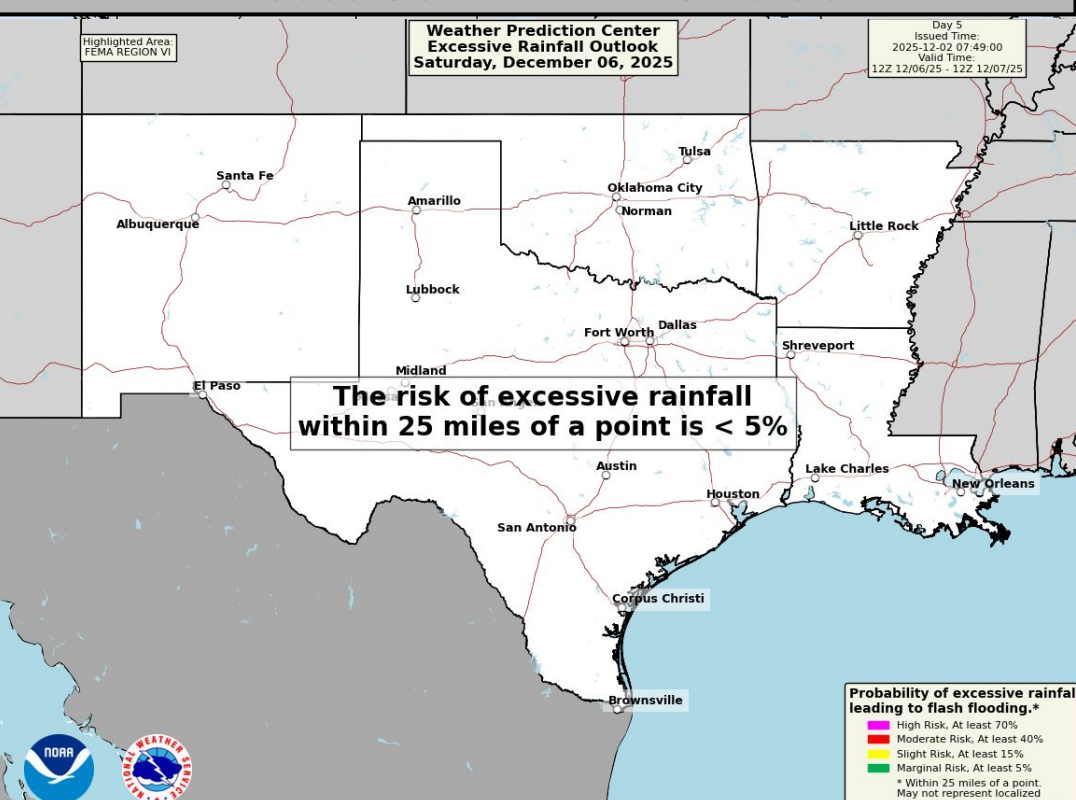 Highlighted Area:
FEMA REGION VI
Weather Prediction Center
Excessive Rainfall Outlook
Saturday, December 06, 2025
Day 5
Issued Time:
2025-12-02 07:49:00
Valid Time:
12Z 12/06/25 - 12Z 12/07/25
Tulsa
Santa Fe
Oklahoma City
Amarillo
Norman
Albuquerque
Little Rock
Lubbock
Dallas
Fort Worth
Shreveport
Midland
El Paso
The risk of excessive rainfall
within 25 miles of a point is < 5%
Austin
Lake Charles
New Orleans
Houston
San Antonio
Corpus Christi
Brownsville
Probability of excessive rainfal
leading to flash flooding.*
High Risk, At least 70%
Moderate Risk, At least 40%
Slight Risk, At least 15%
Marginal Risk, At least 5%
* Within 25 miles of a point.
May not represent localized
NOAA
NATIONAL WEATHER SERVICE